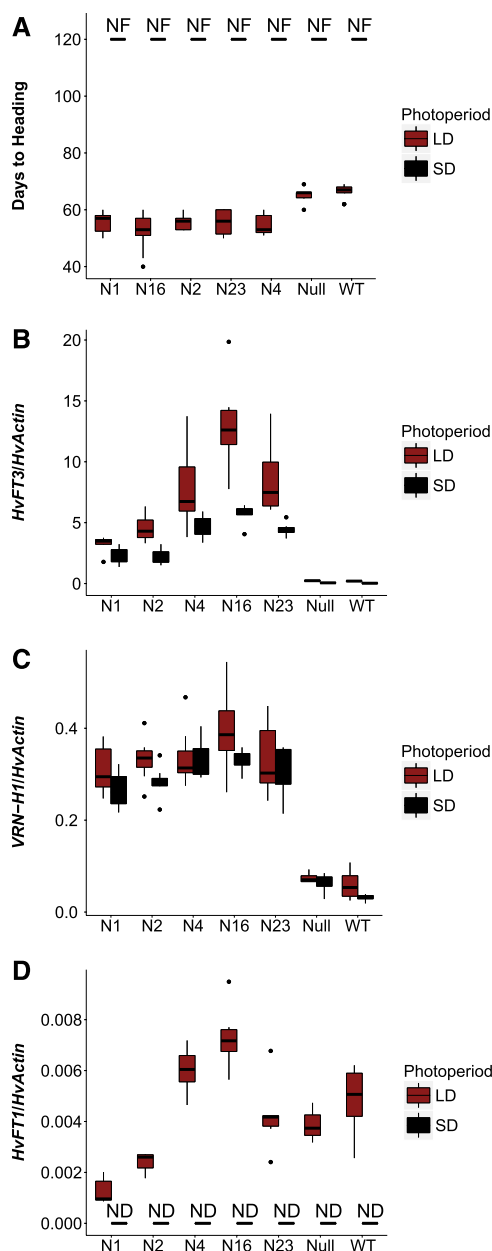 A
NF NF NF NF NF NF NF
120
100
80
60
40
Days to Heading
N1 N16 N2 N23 N4 Null WT
Photoperiod
LD
SD
B
20
15
10
5
0
HvFT3/HvActin
N1 N2 N4 N16 N23 Null WT
Photoperiod
LD
SD
C
0.4
0.2
0.0
VRN−H1/HvActin
N1 N2 N4 N16 N23 Null WT
Photoperiod
LD
SD
D
0.008
0.006
0.004
0.002
0.000
HvFT1/HvActin
ND ND ND ND ND ND ND
N1 N2 N4 N16 N23 Null WT
Photoperiod
LD
SD